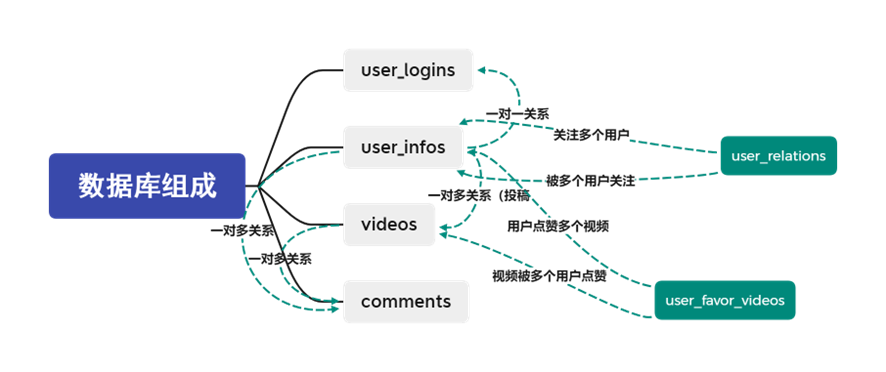 user_logins
一对一关系
关注多个用户
user_infos
user_relations
数据库组成
被多个用户关注
一对多关系（投稿
videos
用户点赞多个视频
一对多关系
一对多关系
视频被多个用户点赞
comments
user_favor_videos